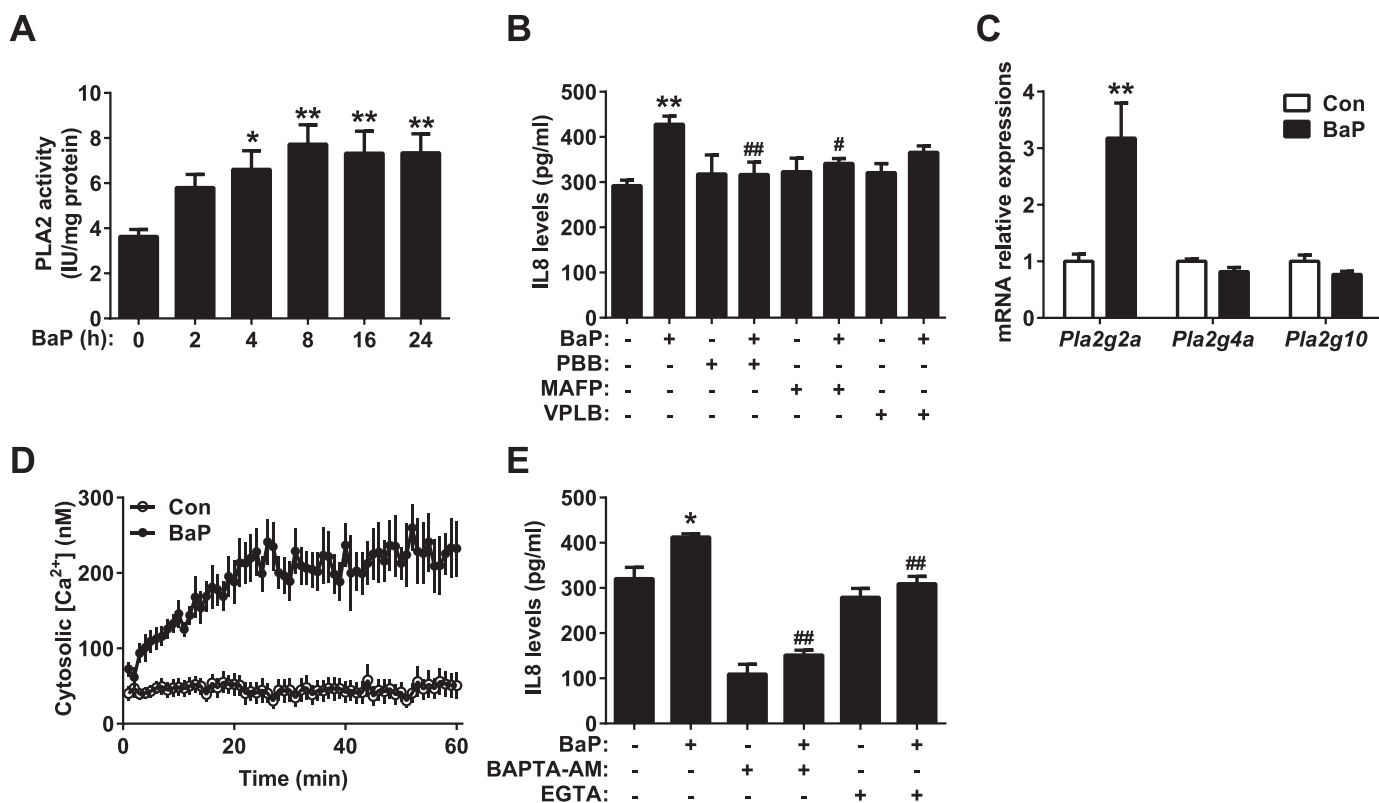 A
PLA2 activity
(IU/mg protein)
10
8
6
4
2
0
* ** ** **
BaP (h): 0 2 4 8 16 24
B
IL8 levels (pg/ml)
500
400
300
200
100
0
** ## #
BaP: - + - + - + - +
PBB: - - + + - - - -
MAFP: - - - - + + - -
VPLB: - - - - - - + +
C
mRNA relative expressions
4
3
2
1
0
**
Con
BaP
Pla2g2a Pla2g4a Pla2g10
D
Cytosolic [Ca²⁺] (nM)
300
200
100
0
Con
BaP
0 20 40 60
Time (min)
E
IL8 levels (pg/ml)
500
400
300
200
100
0
* ## ##
BaP: - + - + - +
BAPTA-AM: - - + + - -
EGTA: - - - - + +